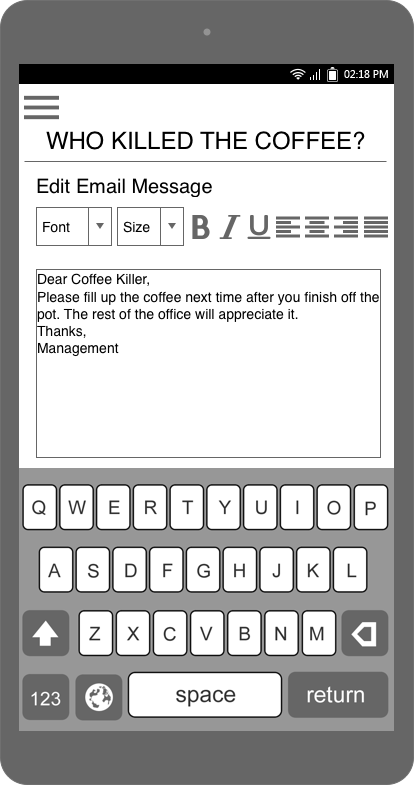 02:18 PM
WHO KILLED THE COFFEE?
Edit Email Message
Font Size B I U
Dear Coffee Killer,
Please fill up the coffee next time after you finish off the
pot. The rest of the office will appreciate it.
Thanks,
Management
Q W E R T Y U I O P
A S D F G H J K L
Z X C V B N M
123 space return